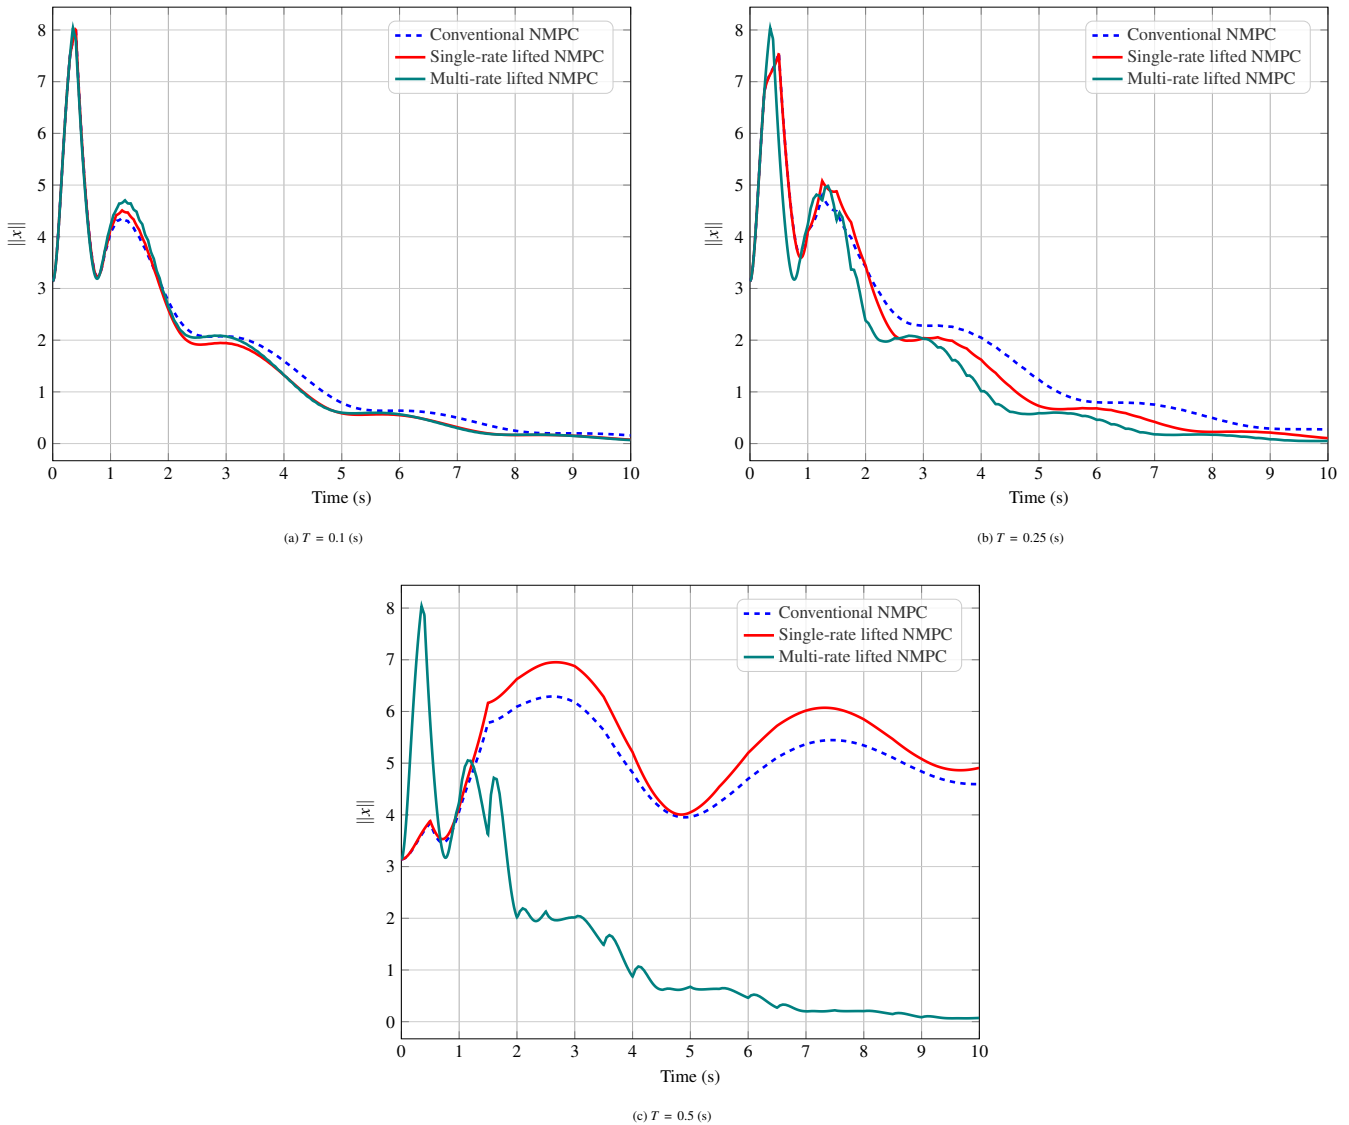 8
7
6
5
4
3
2
1
0
||x||
Conventional NMPC
Single-rate lifted NMPC
Multi-rate lifted NMPC
0 1 2 3 4 5 6 7 8 9 10
Time (s)
(a) T = 0.1 (s)
8
7
6
5
4
3
2
1
0
||x||
Conventional NMPC
Single-rate lifted NMPC
Multi-rate lifted NMPC
0 1 2 3 4 5 6 7 8 9 10
Time (s)
(b) T = 0.25 (s)
8
7
6
5
4
3
2
1
0
||x||
Conventional NMPC
Single-rate lifted NMPC
Multi-rate lifted NMPC
0 1 2 3 4 5 6 7 8 9 10
Time (s)
(c) T = 0.5 (s)